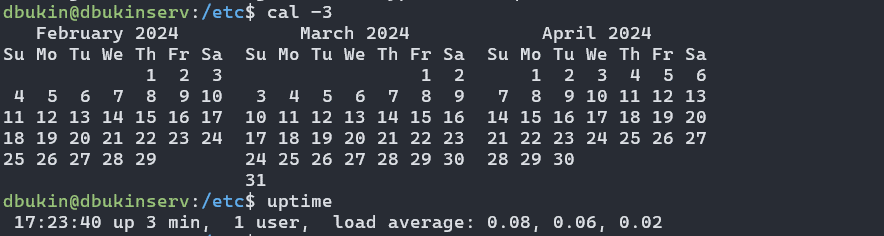 dbukin@dbukinserv:/etc$ cal -3
   February 2024            March 2024            April 2024
Su Mo Tu We Th Fr Sa  Su Mo Tu We Th Fr Sa  Su Mo Tu We Th Fr Sa
             1  2  3                  1  2      1  2  3  4  5  6
 4  5  6  7  8  9 10   3  4  5  6  7  8  9   7  8  9 10 11 12 13
11 12 13 14 15 16 17  10 11 12 13 14 15 16  14 15 16 17 18 19 20
18 19 20 21 22 23 24  17 18 19 20 21 22 23  21 22 23 24 25 26 27
25 26 27 28 29        24 25 26 27 28 29 30  28 29 30
                      31
dbukin@dbukinserv:/etc$ uptime
 17:23:40 up 3 min,  1 user,  load average: 0.08, 0.06, 0.02